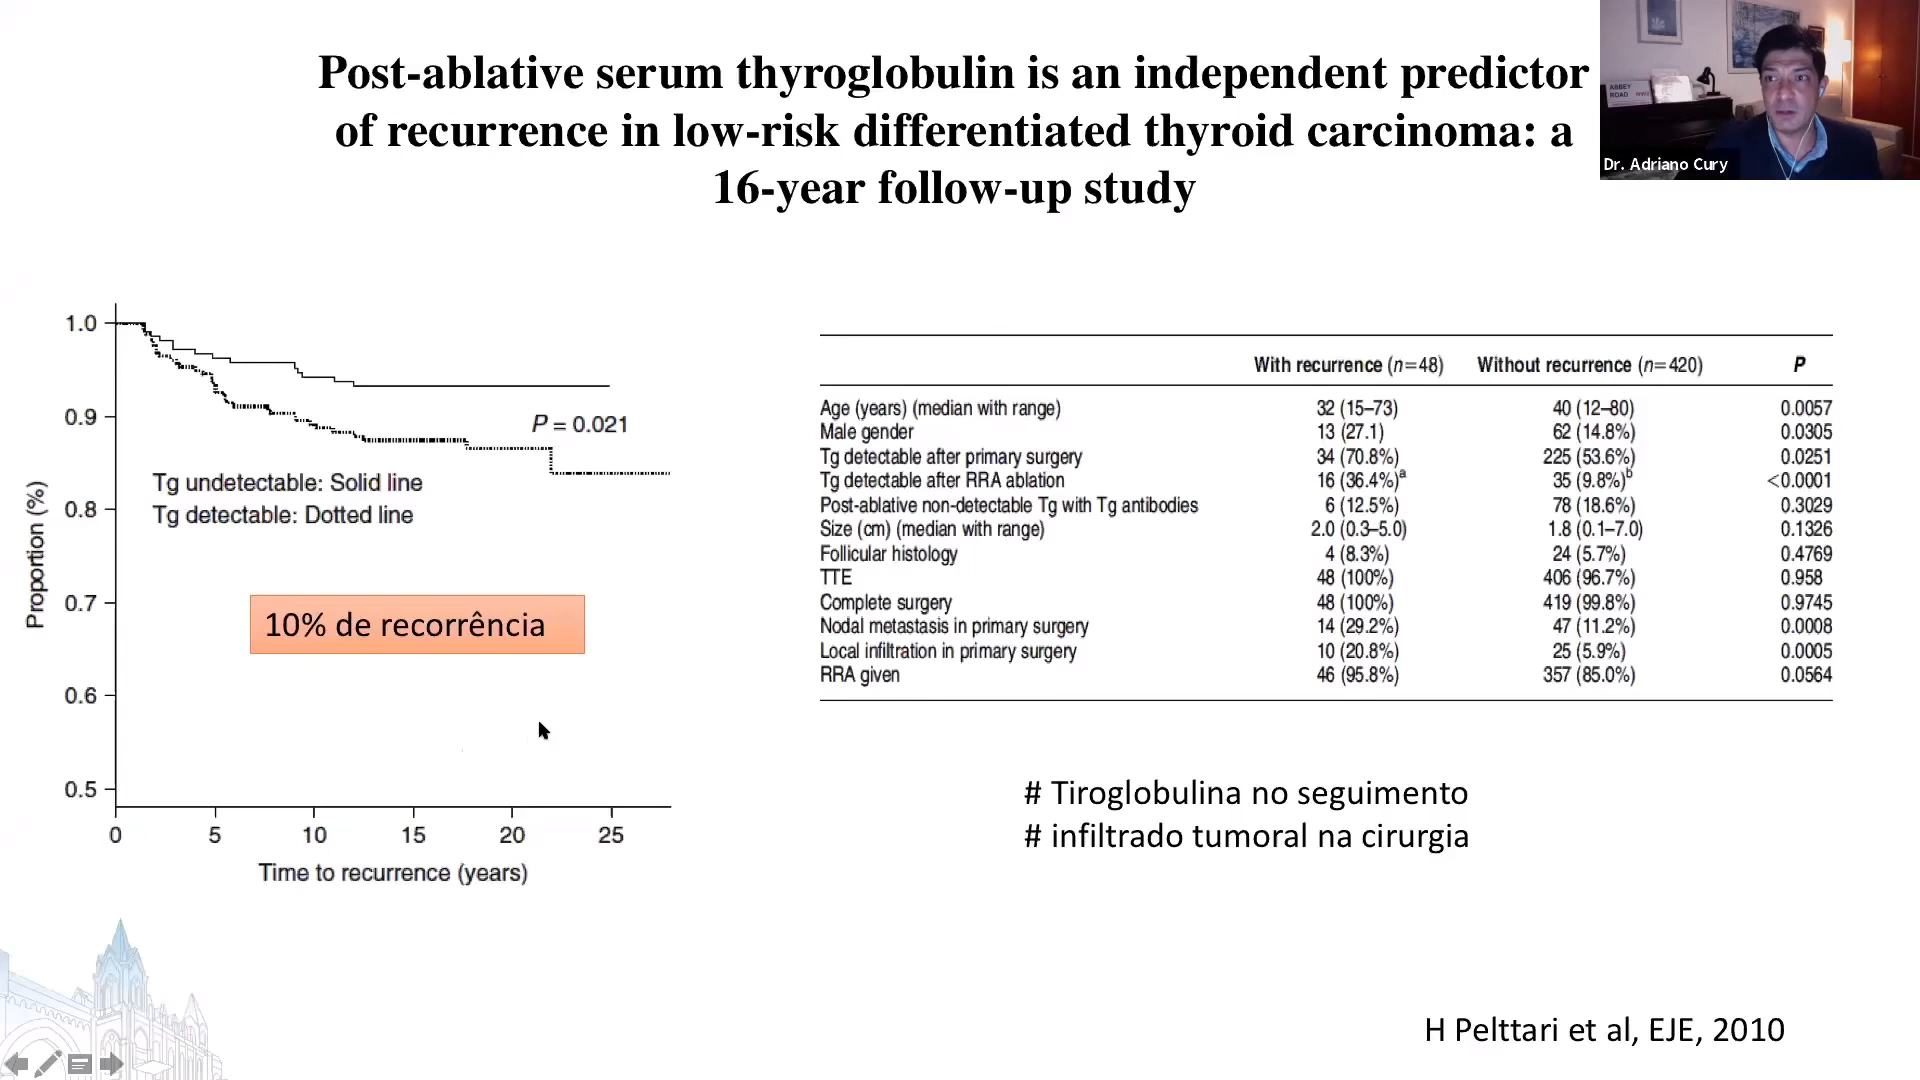 Post-ablative serum thyroglobulin is an independent predictor
of recurrence in low-risk differentiated thyroid carcinoma: a
16-year follow-up study
ABBEY
ROAD NW8
Dr. Adriano Cury
1.0
0.9
0.8
0.7
0.6
0.5
Proportion (%)
P = 0.021
Tg undetectable: Solid line
Tg detectable: Dotted line
10% de recorrência
0 5 10 15 20 25
Time to recurrence (years)
With recurrence (n=48) Without recurrence (n=420) P
Age (years) (median with range) 32 (15–73) 40 (12–80) 0.0057
Male gender 13 (27.1) 62 (14.8%) 0.0305
Tg detectable after primary surgery 34 (70.8%) 225 (53.6%) 0.0251
Tg detectable after RRA ablation 16 (36.4%)a 35 (9.8%)b <0.0001
Post-ablative non-detectable Tg with Tg antibodies 6 (12.5%) 78 (18.6%) 0.3029
Size (cm) (median with range) 2.0 (0.3–5.0) 1.8 (0.1–7.0) 0.1326
Follicular histology 4 (8.3%) 24 (5.7%) 0.4769
TTE 48 (100%) 406 (96.7%) 0.958
Complete surgery 48 (100%) 419 (99.8%) 0.9745
Nodal metastasis in primary surgery 14 (29.2%) 47 (11.2%) 0.0008
Local infiltration in primary surgery 10 (20.8%) 25 (5.9%) 0.0005
RRA given 46 (95.8%) 357 (85.0%) 0.0564
# Tiroglobulina no seguimento
# infiltrado tumoral na cirurgia
H Pelttari et al, EJE, 2010